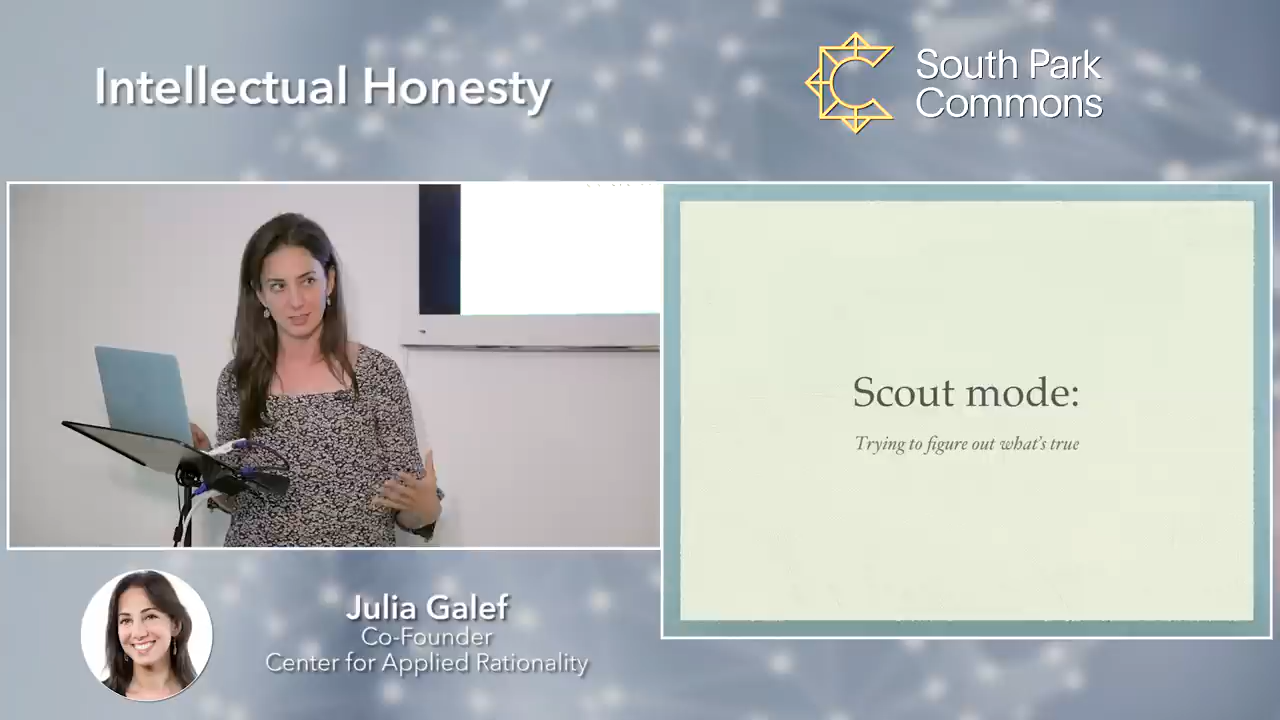 Intellectual Honesty
South Park
Commons
Scout mode:
Trying to figure out what's true
Julia Galef
Co-Founder
Center for Applied Rationality